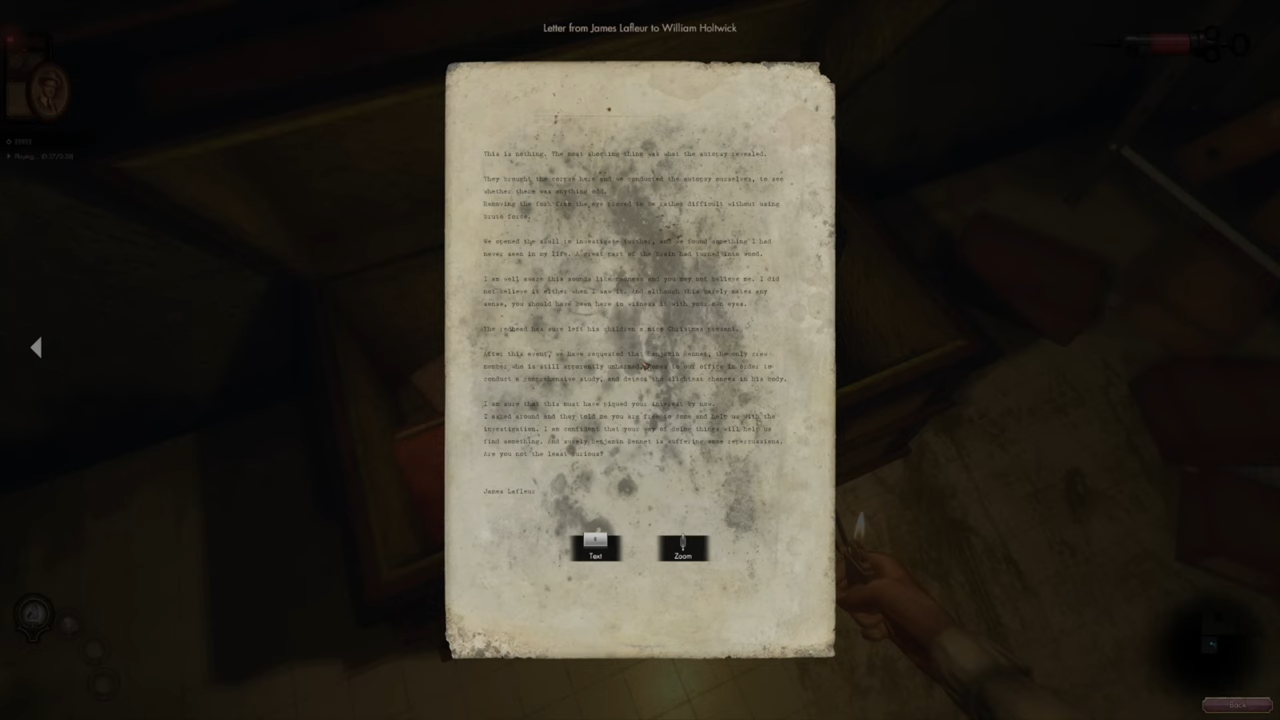 Letter from James Lafleur to William Holtwick
This is nothing. The most shocking thing was what the autopsy revealed.
They brought the corpse here and we conducted the autopsy ourselves, to see
whether there was anything odd.
Removing the from the eye proved to be rather difficult without using
brute force.
We opened the skull to investigate further, and we found something I had
never seen in my life. A great part of the brain had turned into wood.
I am well aware this sounds like madness and you may not believe me. I did
not believe it either when I saw it. And although this barely makes any
sense, you should have been here to witness it with your own eyes.
The redhead has sure left his children a nice Christmas present.
After this event, we have requested that Benjamin Bennet, the only crew
member who is still apparently unharmed, comes to our office in order to
conduct a comprehensive study, and detect the slightest changes in his body.
I am sure that this must have piqued your interest by now.
I asked around and they told me you are free to come and help us with the
investigation. I am confident that your way of doing things will help us
find something. And surely Benjamin Bennet is suffering some repercussions.
Are you not the least curious?
James Lafleur
Text
Zoom
Back